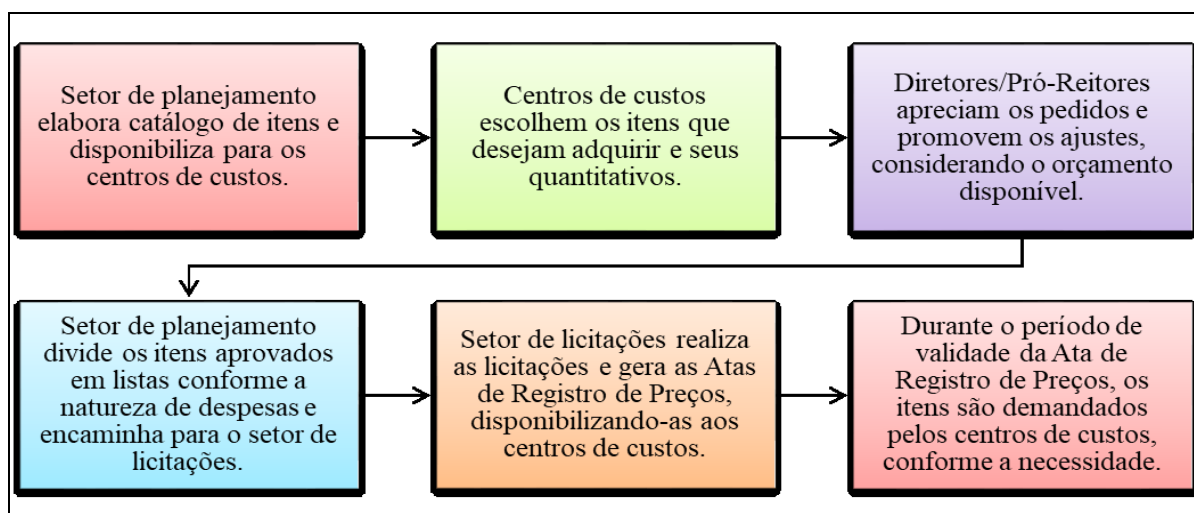 Setor de planejamento
elabora catálogo de itens e
disponibiliza para os
centros de custos.
Centros de custos
escolhem os itens que
desejam adquirir e seus
quantitativos.
Diretores/Pró-Reitores
apreciam os pedidos e
promovem os ajustes,
considerando o orçamento
disponível.
Setor de planejamento
divide os itens aprovados
em listas conforme a
natureza de despesas e
encaminha para o setor de
licitações.
Setor de licitações realiza
as licitações e gera as Atas
de Registro de Preços,
disponibilizando-as aos
centros de custos.
Durante o período de
validade da Ata de
Registro de Preços, os
itens são demandados
pelos centros de custos,
conforme a necessidade.